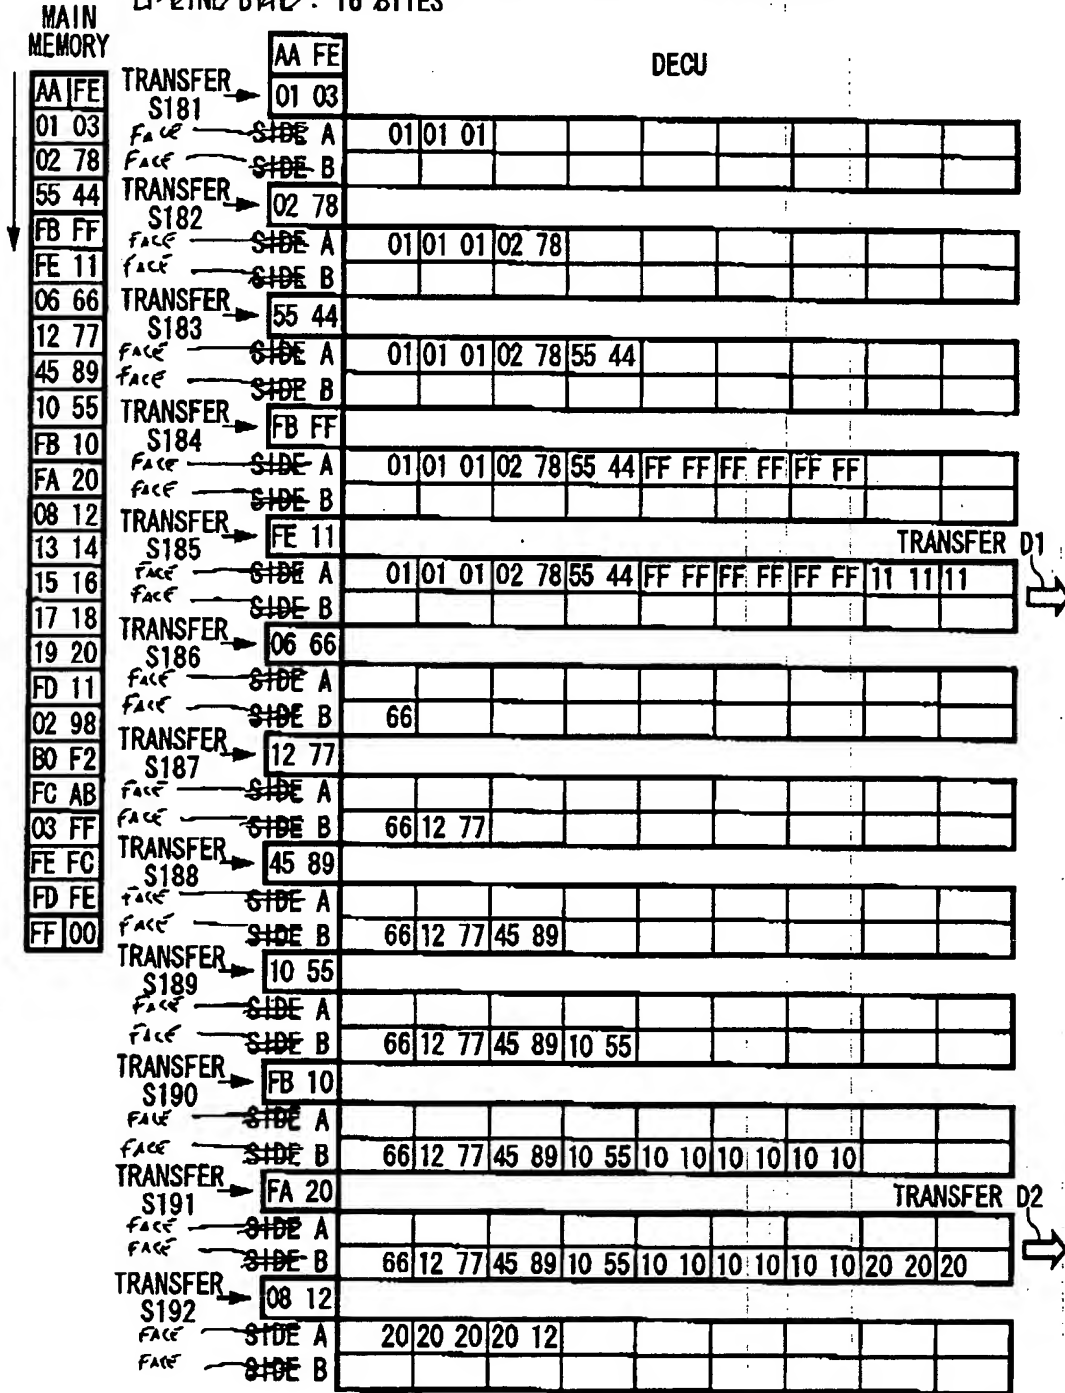 : 16 BYTES
MAIN
MEMORY
AA FE
01 03
02 78
55 44
FB FF
FE 11
06 66
12 77
45 89
10 55
FB 10
FA 20
08 12
13 14
15 16
17 18
19 20
FD 11
02 98
B0 F2
FC AB
03 FF
FE FC
FD FE
FF 00
DECU
AA FE
TRANSFER S181 01 03
FACE SIDE A 01 01 01
FACE SIDE B
TRANSFER S182 02 78
FACE SIDE A 01 01 01 02 78
FACE SIDE B
TRANSFER S183 55 44
FACE SIDE A 01 01 01 02 78 55 44
FACE SIDE B
TRANSFER S184 FB FF
FACE SIDE A 01 01 01 02 78 55 44 FF FF FF FF FF FF
FACE SIDE B
TRANSFER S185 FE 11
TRANSFER D1
FACE SIDE A 01 01 01 02 78 55 44 FF FF FF FF FF FF 11 11 11
FACE SIDE B
TRANSFER S186 06 66
FACE SIDE A
FACE SIDE B 66
TRANSFER S187 12 77
FACE SIDE A
FACE SIDE B 66 12 77
TRANSFER S188 45 89
FACE SIDE A
FACE SIDE B 66 12 77 45 89
TRANSFER S189 10 55
FACE SIDE A
FACE SIDE B 66 12 77 45 89 10 55
TRANSFER S190 FB 10
FACE SIDE A
FACE SIDE B 66 12 77 45 89 10 55 10 10 10 10 10 10
TRANSFER S191 FA 20
TRANSFER D2
FACE SIDE A
FACE SIDE B 66 12 77 45 89 10 55 10 10 10 10 10 10 20 20 20
TRANSFER S192 08 12
FACE SIDE A 20 20 20 20 12
FACE SIDE B